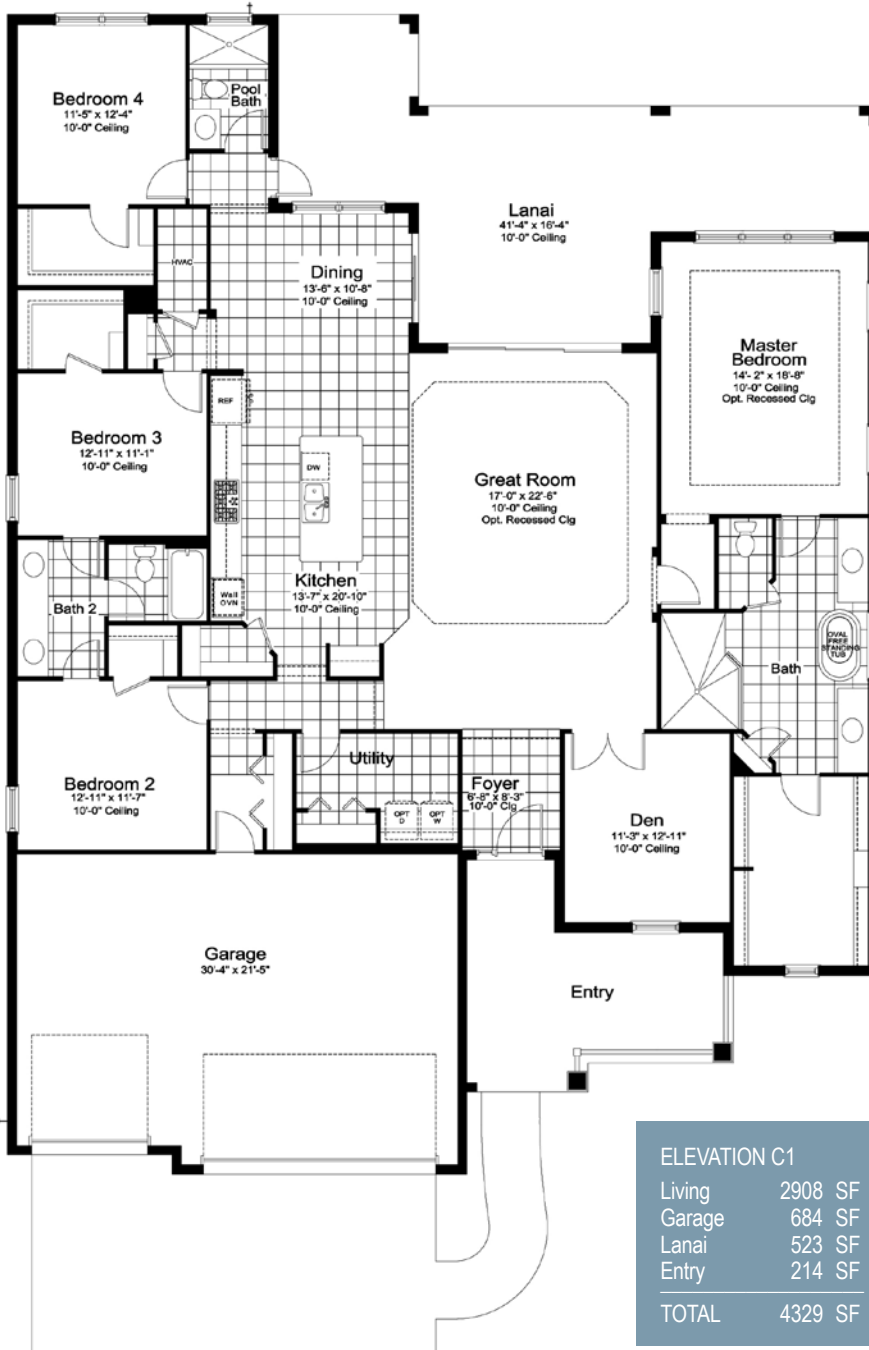 Bedroom 4
11'-5" x 12'-4"
10'-0" Ceiling
Pool
Bath
Lanai
41'-4" x 16'-4"
10'-0" Ceiling
HVAC
Dining
13'-6" x 10'-8"
10'-0" Ceiling
Master
Bedroom
14'- 2" x 18'-8"
10'-0" Ceiling
Opt. Recessed Clg
REF
Bedroom 3
12'-11" x 11'-1"
10'-0" Ceiling
DW
Great Room
17'-0" x 22'-6"
10'-0" Ceiling
Opt. Recessed Clg
Kitchen
13'-7" x 20'-10"
10'-0" Ceiling
Wall
OVN
Bath 2
OVAL
FREE
STANDING
TUB
Bath
Bedroom 2
12'-11" x 11'-7"
10'-0" Ceiling
Utility
OPT
D
OPT
W
Foyer
6'-8" x 8'-3"
10'-0" Clg
Den
11'-3" x 12'-11"
10'-0" Ceiling
Garage
30'-4" x 21'-5"
Entry
ELEVATION C1
Living 2908 SF
Garage 684 SF
Lanai 523 SF
Entry 214 SF
TOTAL 4329 SF